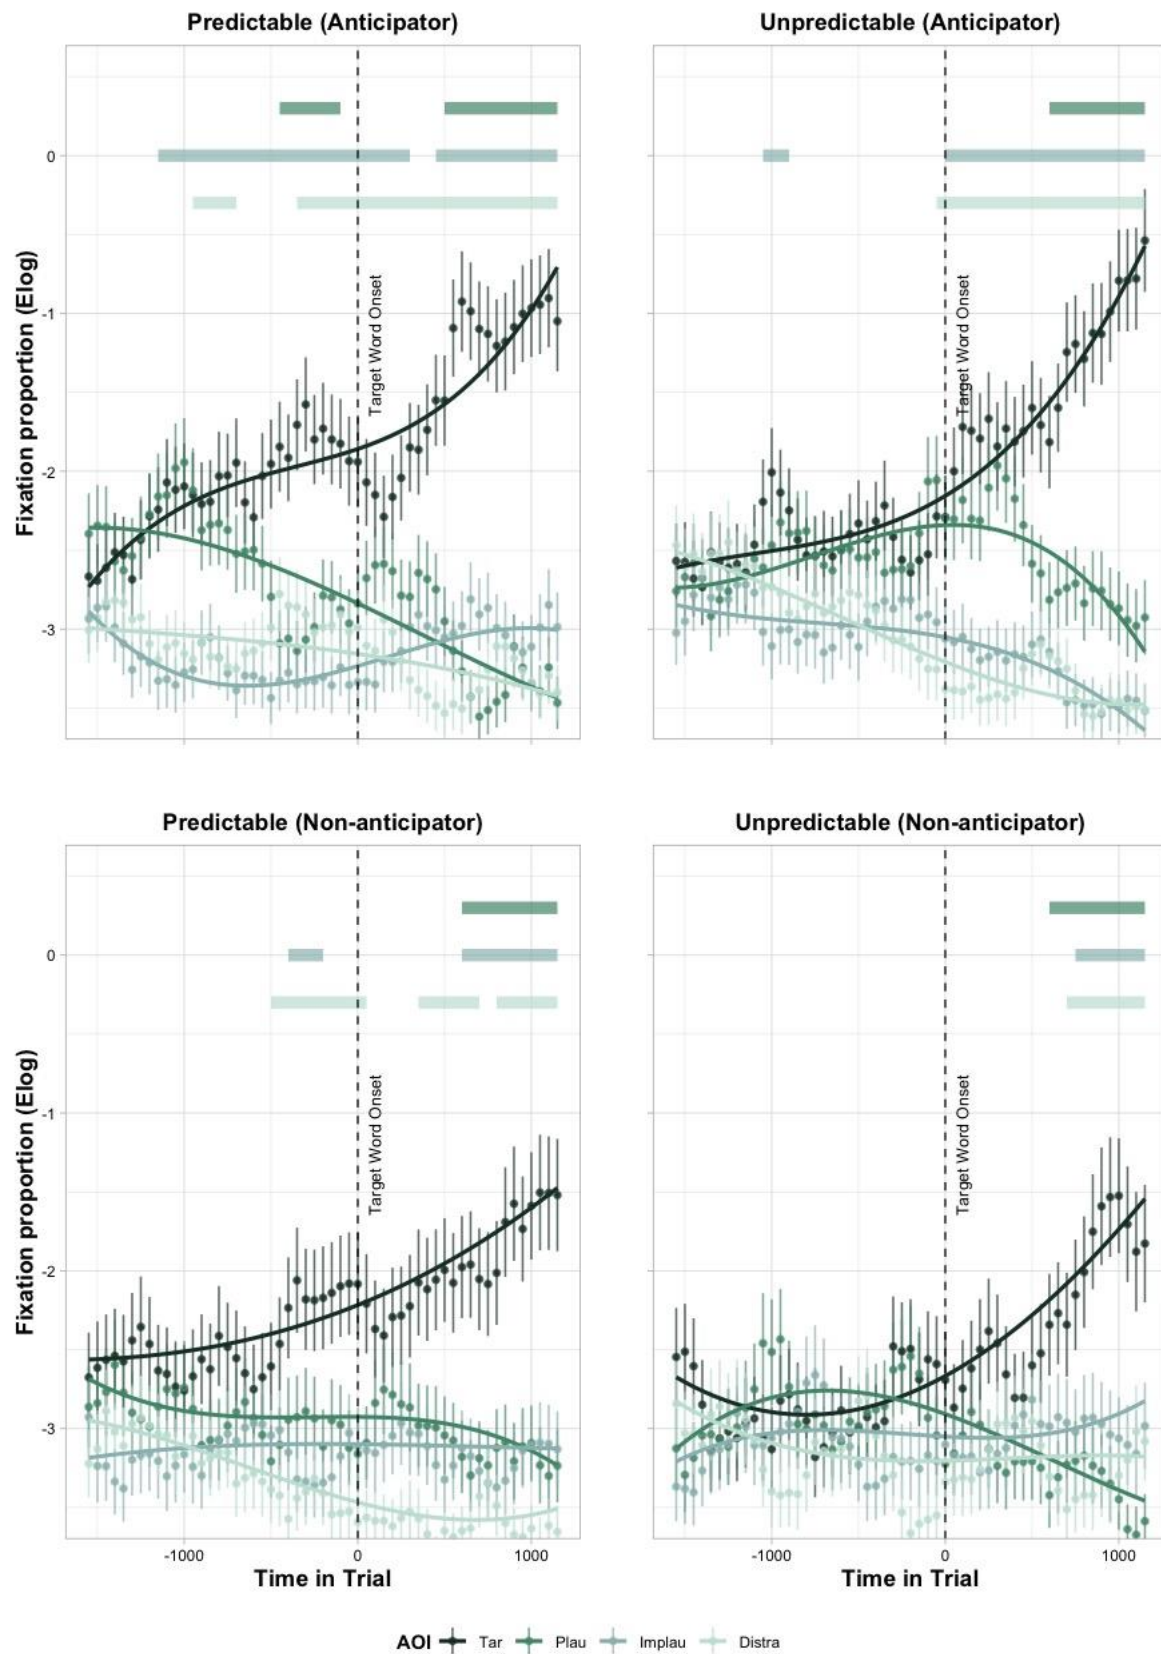 Predictable (Anticipator)
Unpredictable (Anticipator)
Fixation proportion (Elog)
0
-1
-2
-3
Target Word Onset
Target Word Onset
Predictable (Non-anticipator)
Unpredictable (Non-anticipator)
Fixation proportion (Elog)
0
-1
-2
-3
Target Word Onset
Target Word Onset
-1000 0 1000
-1000 0 1000
Time in Trial
Time in Trial
AOI Tar Plau Implau Distra